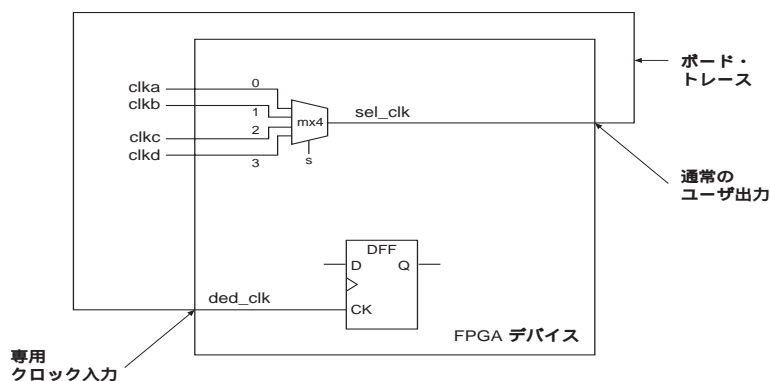 ボード・
トレース
clka
0
clkb
1
sel_clk
mx4
clkc
2
clkd
3
s
通常の
ユーザ出力
DFF
D
Q
ded_clk
CK
FPGA デバイス
専用
クロック入力